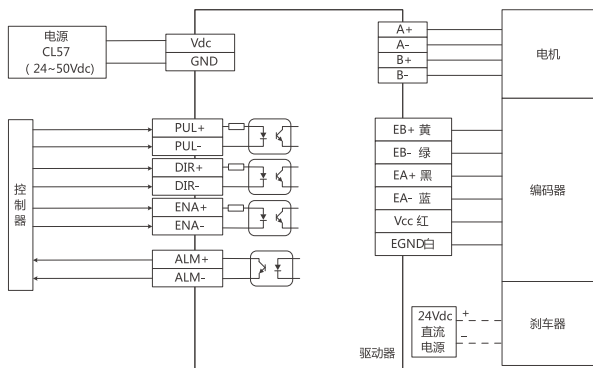 电源
CL57
( 24~50Vdc)
Vdc
GND
控制器
PUL+
PUL-
DIR+
DIR-
ENA+
ENA-
ALM+
ALM-
A+
A-
B+
B-
电机
EB+ 黄
EB- 绿
EA+ 黑
EA- 蓝
Vcc 红
EGND白
编码器
24Vdc
直流
电源
+
-
刹车器
驱动器